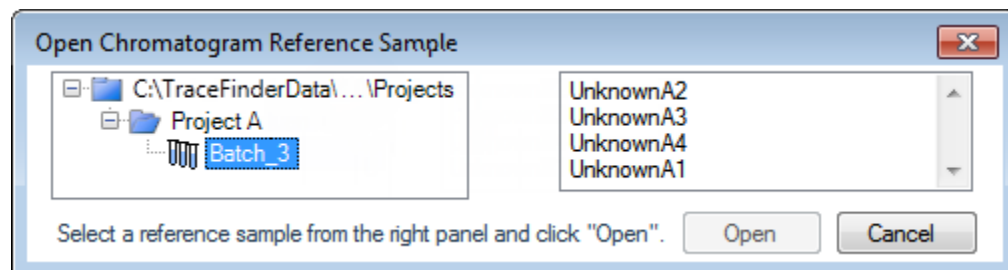 Open Chromatogram Reference Sample
C:\TraceFinderData\... \Projects
Project A
Batch_3
UnknownA2
UnknownA3
UnknownA4
UnknownA1
Select a reference sample from the right panel and click "Open".
Open
Cancel